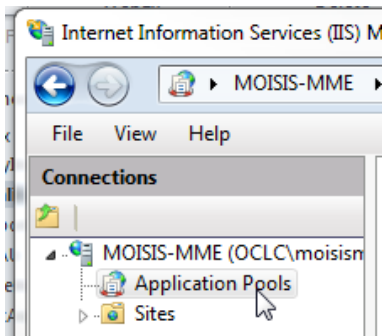 Internet Information Services (IIS) M
MOISIS-MME
File View Help
Connections
MOISIS-MME (OCLC\moisism
Application Pools
Sites